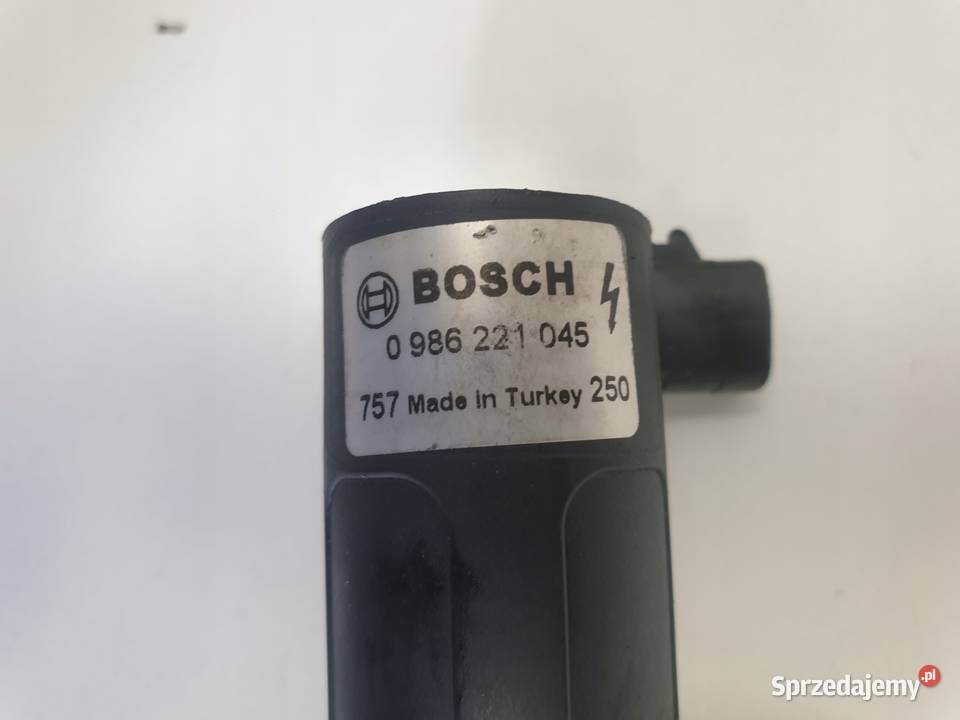 BOSCH
0 986 221 045
757 Made in Turkey 250
Sprzedajemy.pl